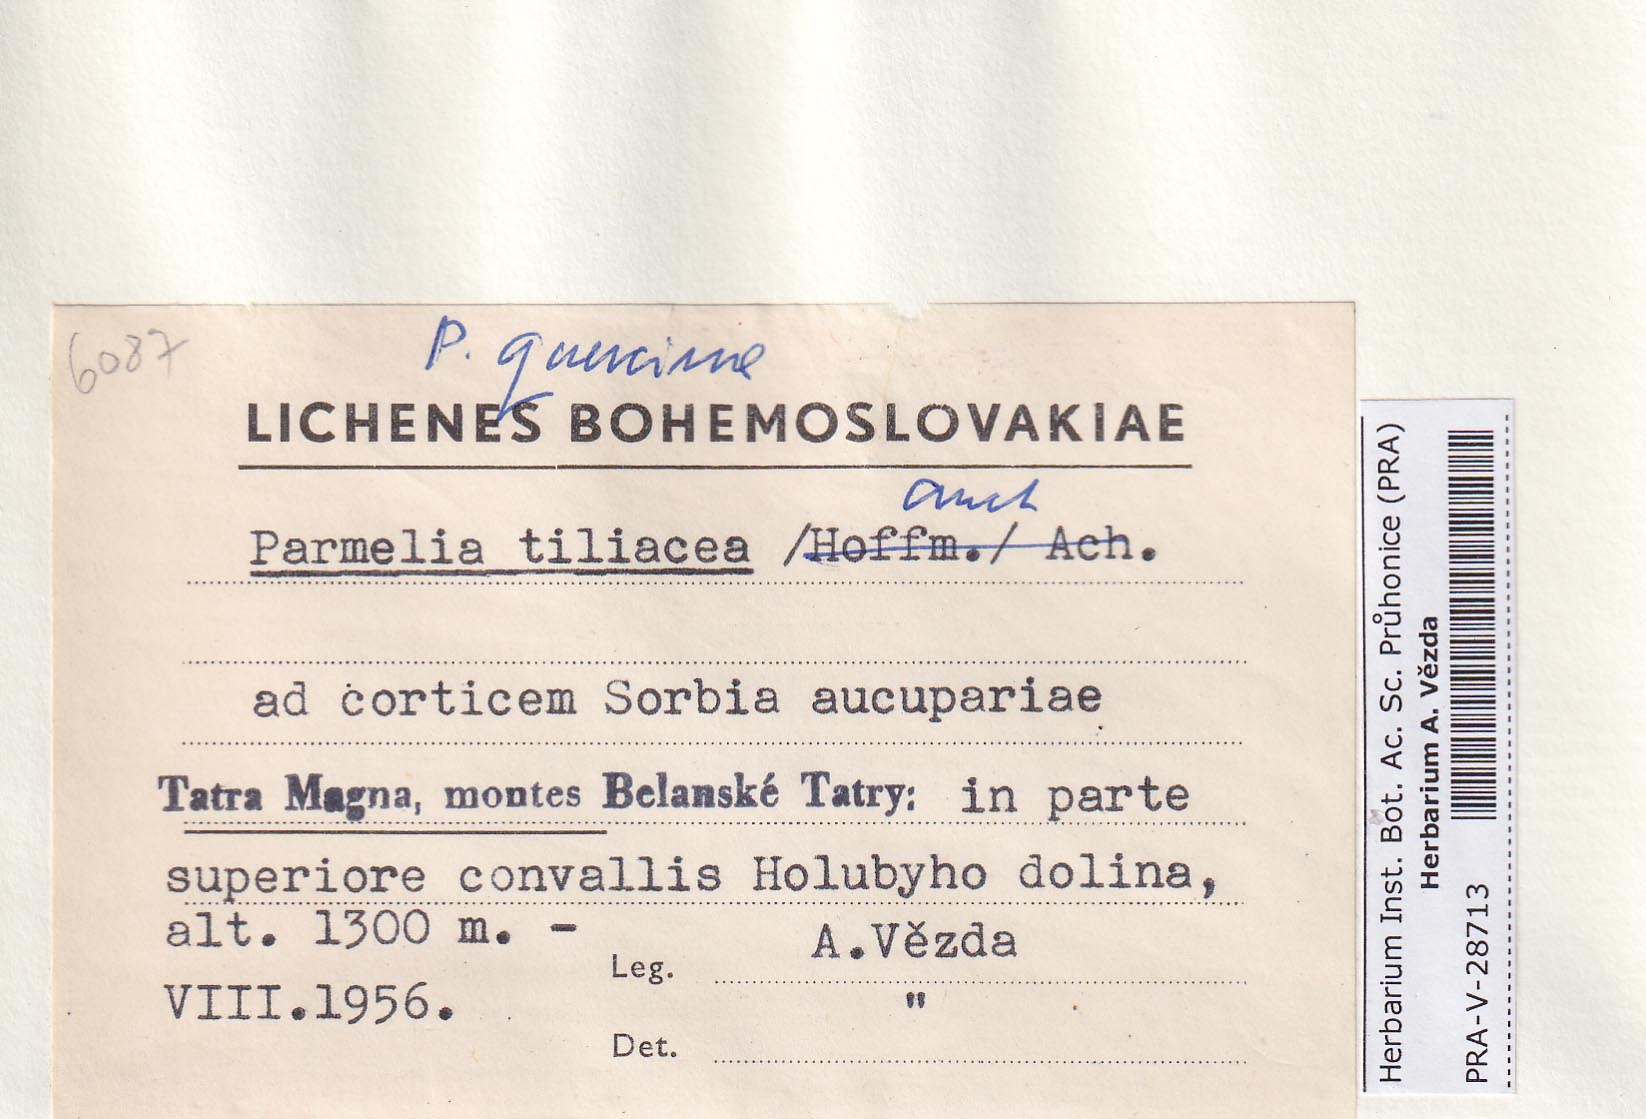 6087
P. quercina
LICHENES BOHEMOSLOVAKIAE
auct
Parmelia tiliacea /Hoffm./ Ach.
ad corticem Sorbia aucupariae
Tatra Magna, montes Belanské Tatry: in parte
superiore convallis Holubyho dolina,
alt. 1300 m. -
A.Vězda
Leg.
VIII.1956.
"
Det.
Herbarium Inst. Bot. Ac. Sc. Průhonice (PRA)
Herbarium A. Vězda
PRA-V-28713